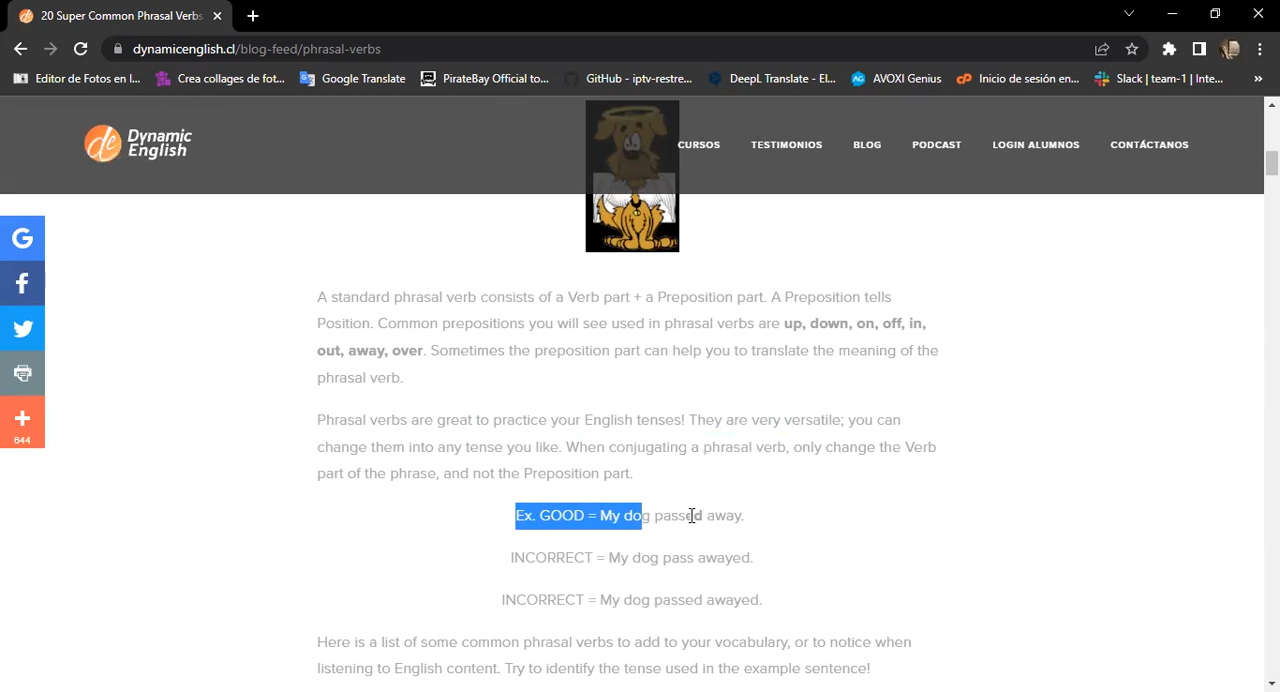 20 Super Common Phrasal Verbs
dynamicenglish.cl/blog-feed/phrasal-verbs
Editor de Fotos en l...
Crea collages de fot...
Google Translate
PirateBay Official to...
GitHub - iptv-restre...
DeepL Translate - El...
AVOXI Genius
Inicio de sesión en...
Slack | team-1 | Inte...
»
de Dynamic
English
CURSOS
TESTIMONIOS
BLOG
PODCAST
LOGIN ALUMNOS
CONTÁCTANOS
G
f
+
644
A standard phrasal verb consists of a Verb part + a Preposition part. A Preposition tells
Position. Common prepositions you will see used in phrasal verbs are up, down, on, off, in,
out, away, over. Sometimes the preposition part can help you to translate the meaning of the
phrasal verb.
Phrasal verbs are great to practice your English tenses! They are very versatile; you can
change them into any tense you like. When conjugating a phrasal verb, only change the Verb
part of the phrase, and not the Preposition part.
Ex. GOOD = My dog passed away.
INCORRECT = My dog pass awayed.
INCORRECT = My dog passed awayed.
Here is a list of some common phrasal verbs to add to your vocabulary, or to notice when
listening to English content. Try to identify the tense used in the example sentence!